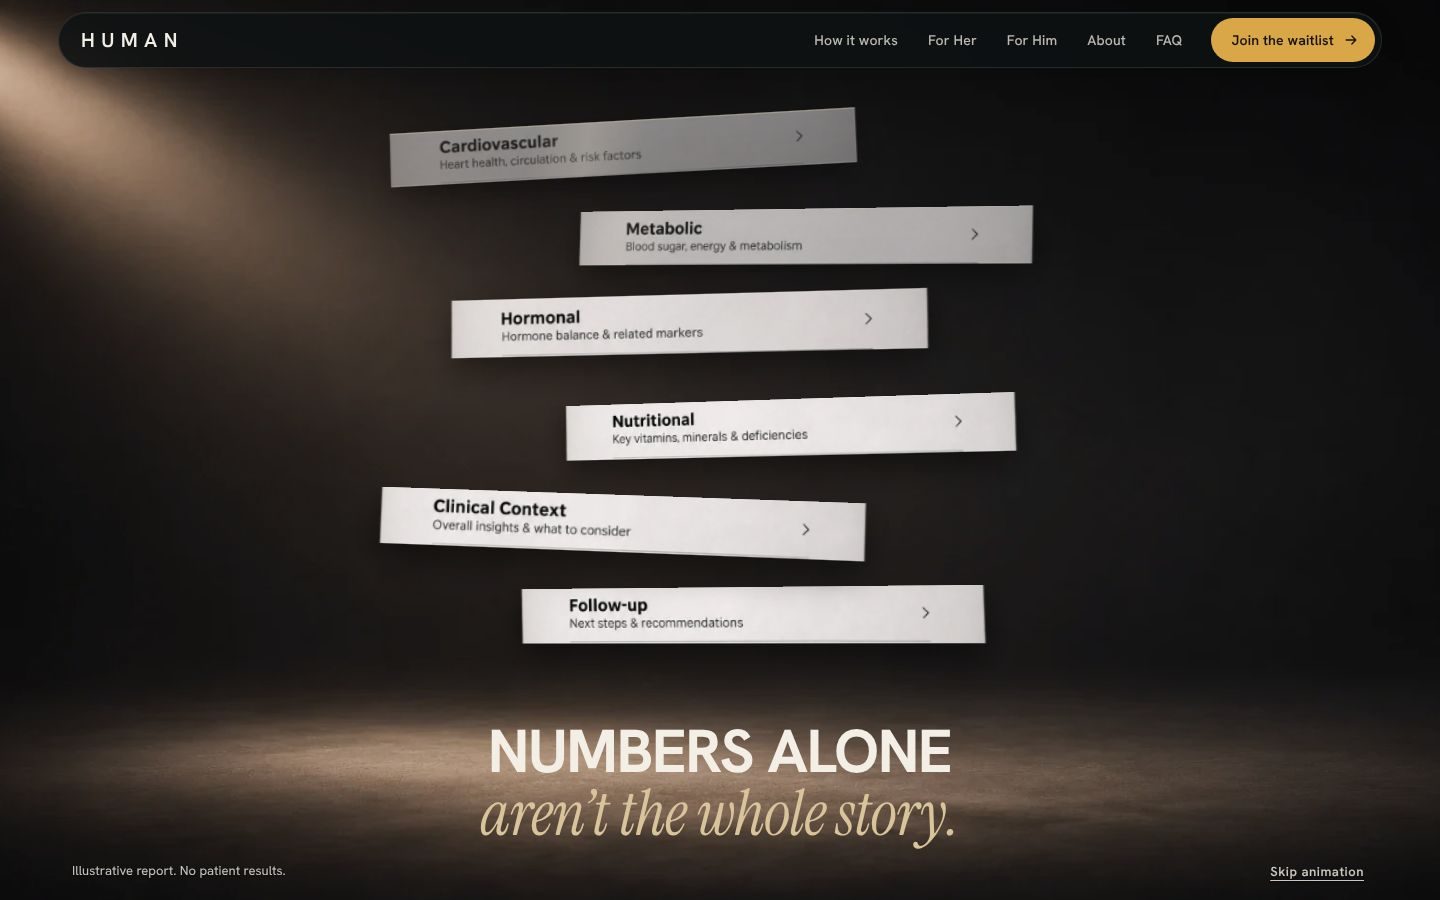 HUMAN
How it works
For Her
For Him
About
FAQ
Join the waitlist
Cardiovascular
Heart health, circulation & risk factors
Metabolic
Blood sugar, energy & metabolism
Hormonal
Hormone balance & related markers
Nutritional
Key vitamins, minerals & deficiencies
Clinical Context
Overall insights & what to consider
Follow-up
Next steps & recommendations
NUMBERS ALONE
aren’t the whole story.
Illustrative report. No patient results.
Skip animation